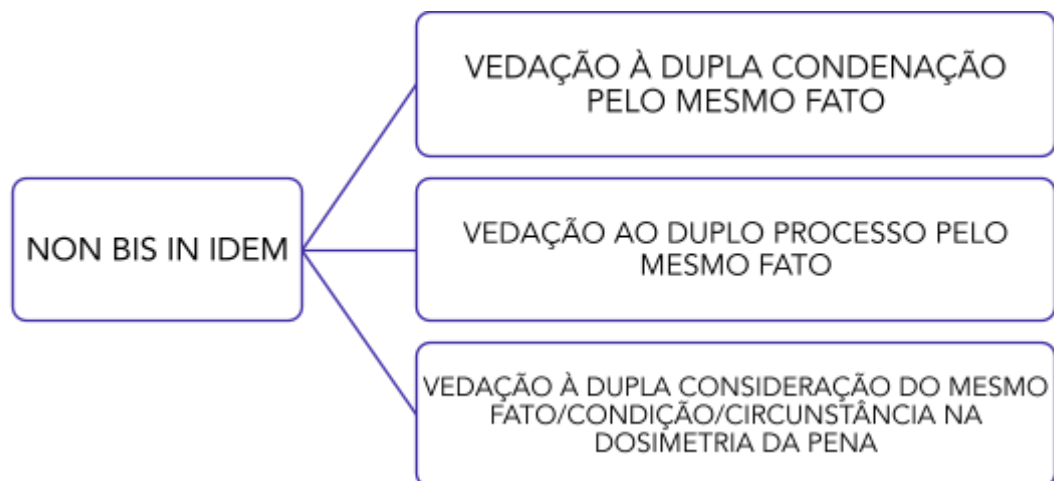 VEDAÇÃO À DUPLA CONDENAÇÃO
PELO MESMO FATO
NON BIS IN IDEM
VEDAÇÃO AO DUPLO PROCESSO PELO
MESMO FATO
VEDAÇÃO À DUPLA CONSIDERAÇÃO DO MESMO
FATO/CONDIÇÃO/CIRCUNSTÂNCIA NA
DOSIMETRIA DA PENA